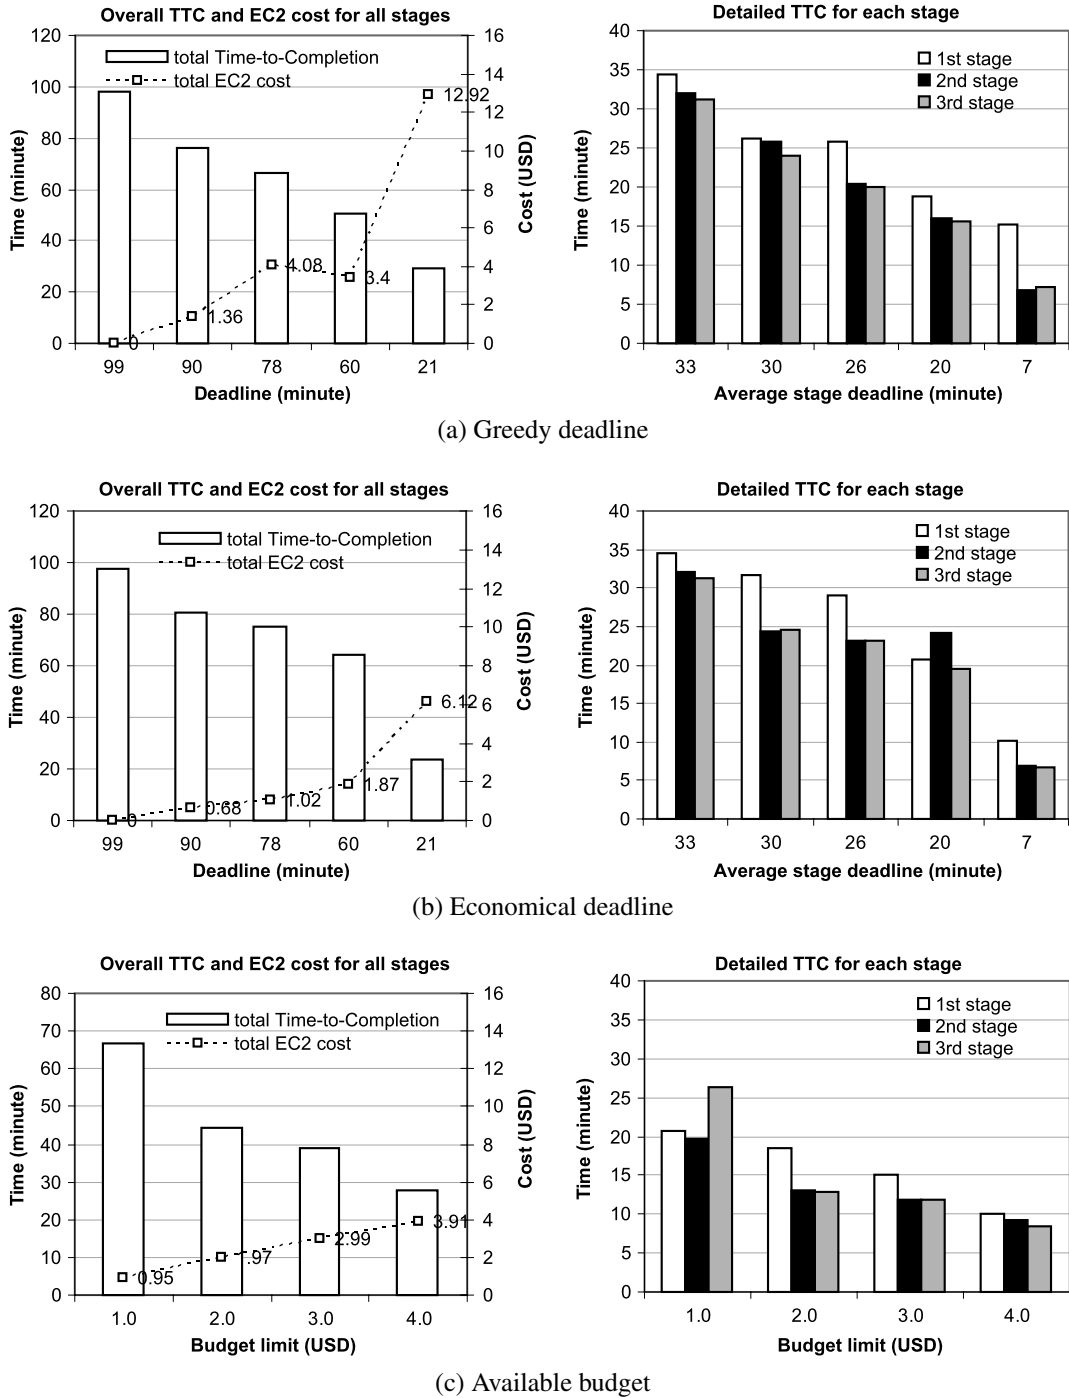 Overall TTC and EC2 cost for all stages
120
100
80
60
40
20
0
Time (minute)
total Time-to-Completion
total EC2 cost
0
1.36
4.08
3.4
12.92
16
14
12
10
8
6
4
2
0
Cost (USD)
99 90 78 60 21
Deadline (minute)
Detailed TTC for each stage
40
35
30
25
20
15
10
5
0
Time (minute)
1st stage
2nd stage
3rd stage
33 30 26 20 7
Average stage deadline (minute)
(a) Greedy deadline
Overall TTC and EC2 cost for all stages
120
100
80
60
40
20
0
Time (minute)
total Time-to-Completion
total EC2 cost
0
0.68
1.02
1.87
6.12
16
14
12
10
8
6
4
2
0
Cost (USD)
99 90 78 60 21
Deadline (minute)
Detailed TTC for each stage
40
35
30
25
20
15
10
5
0
Time (minute)
1st stage
2nd stage
3rd stage
33 30 26 20 7
Average stage deadline (minute)
(b) Economical deadline
Overall TTC and EC2 cost for all stages
80
70
60
50
40
30
20
10
0
Time (minute)
total Time-to-Completion
total EC2 cost
0.95
.97
2.99
3.91
16
14
12
10
8
6
4
2
0
Cost (USD)
1.0 2.0 3.0 4.0
Budget limit (USD)
Detailed TTC for each stage
40
35
30
25
20
15
10
5
0
Time (minute)
1st stage
2nd stage
3rd stage
1.0 2.0 3.0 4.0
Budget limit (USD)
(c) Available budget